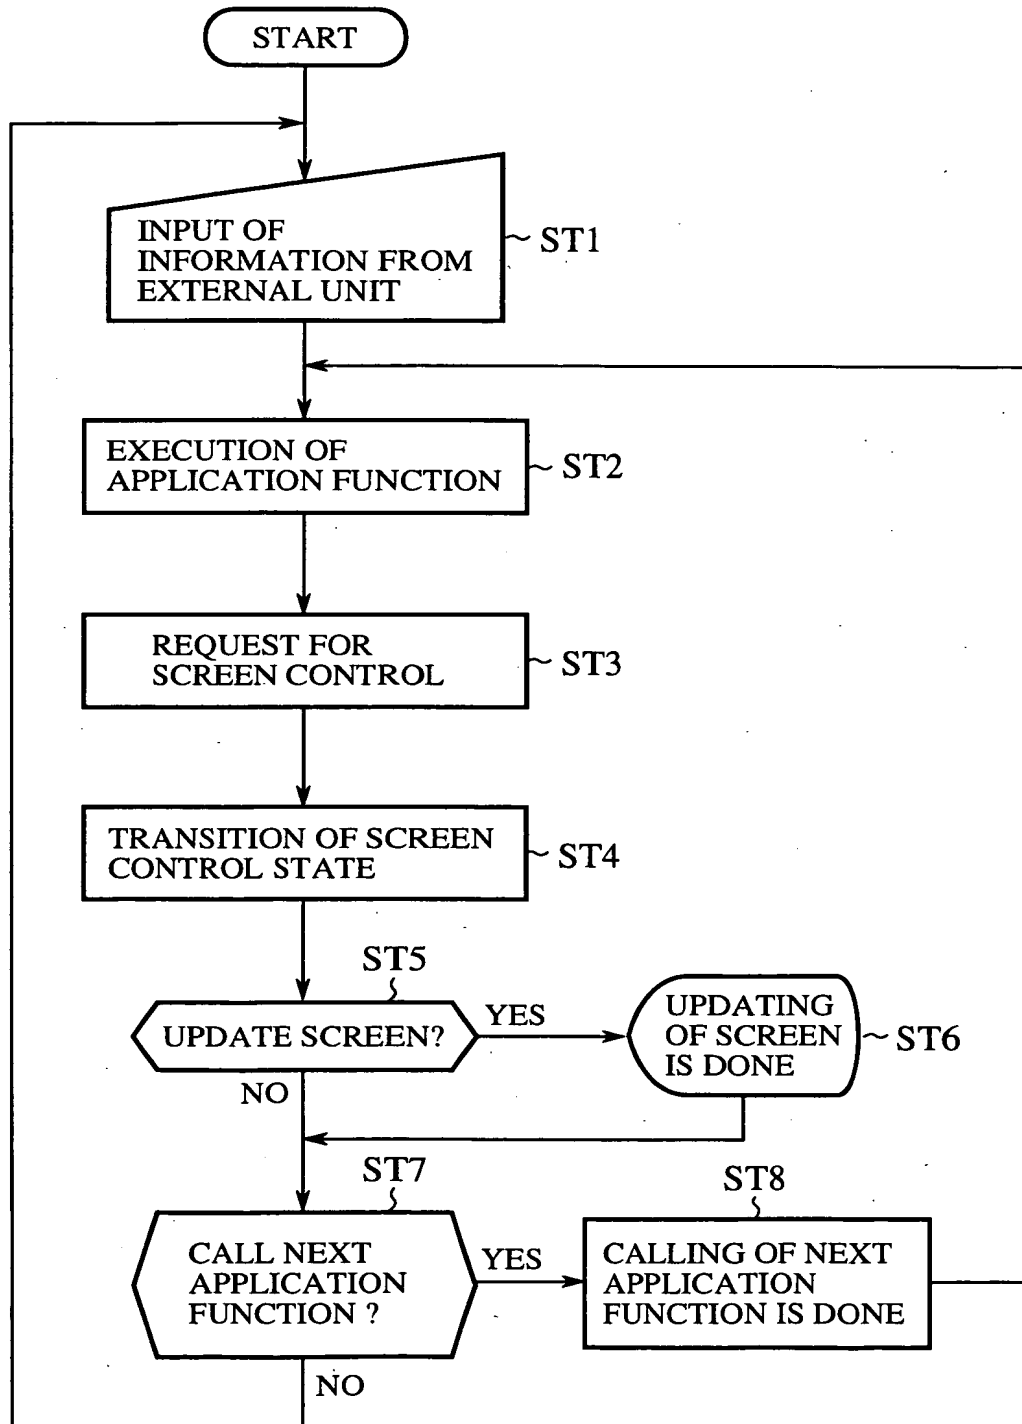 START
INPUT OF
INFORMATION FROM
EXTERNAL UNIT
ST1
EXECUTION OF
APPLICATION FUNCTION
ST2
REQUEST FOR
SCREEN CONTROL
ST3
TRANSITION OF SCREEN
CONTROL STATE
ST4
ST5
UPDATE SCREEN?
YES
UPDATING
OF SCREEN
IS DONE
ST6
NO
ST7
CALL NEXT
APPLICATION
FUNCTION ?
YES
ST8
CALLING OF NEXT
APPLICATION
FUNCTION IS DONE
NO